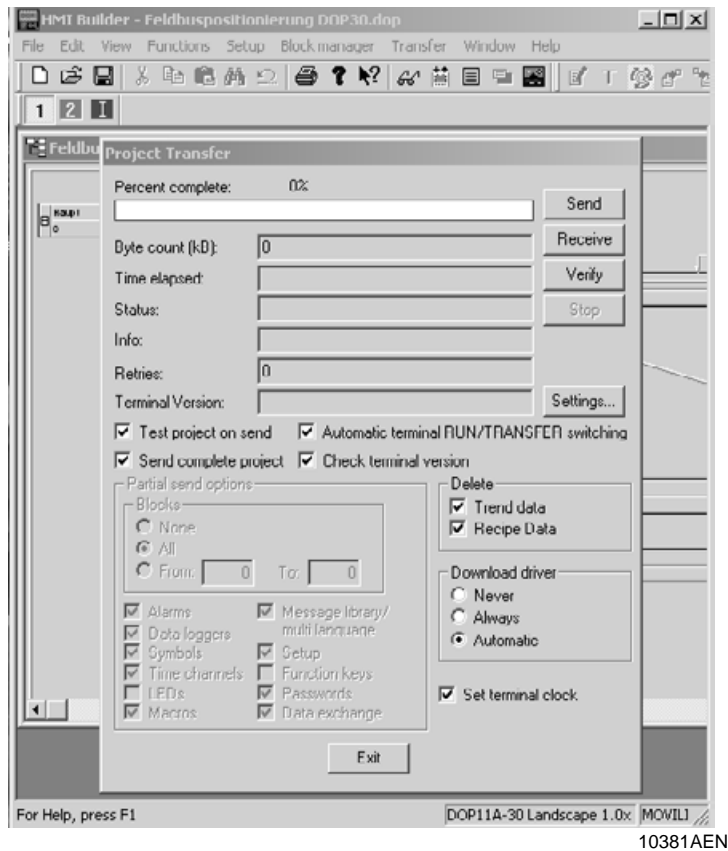 HMI Builder - Feldbuspositionierung DOP30.dop
File Edit View Functions Setup Block manager Transfer Window Help
1 2 I
Feldbu
Project Transfer
Percent complete: 0%
Send
Byte count (kB): 0
Receive
Time elapsed:
Verify
Status:
Stop
Info:
Retries: 0
Terminal Version:
Settings...
Test project on send
Automatic terminal RUN/TRANSFER switching
Send complete project
Check terminal version
Partial send options
Blocks
None
All
From: 0 To: 0
Alarms
Data loggers
Symbols
Time channels
LEDs
Macros
Message library/
multi language
Setup
Function keys
Passwords
Data exchange
Delete
Trend data
Recipe Data
Download driver
Never
Always
Automatic
Set terminal clock
Exit
For Help, press F1
DOP11A-30 Landscape 1.0x
MOVILI
10381AEN